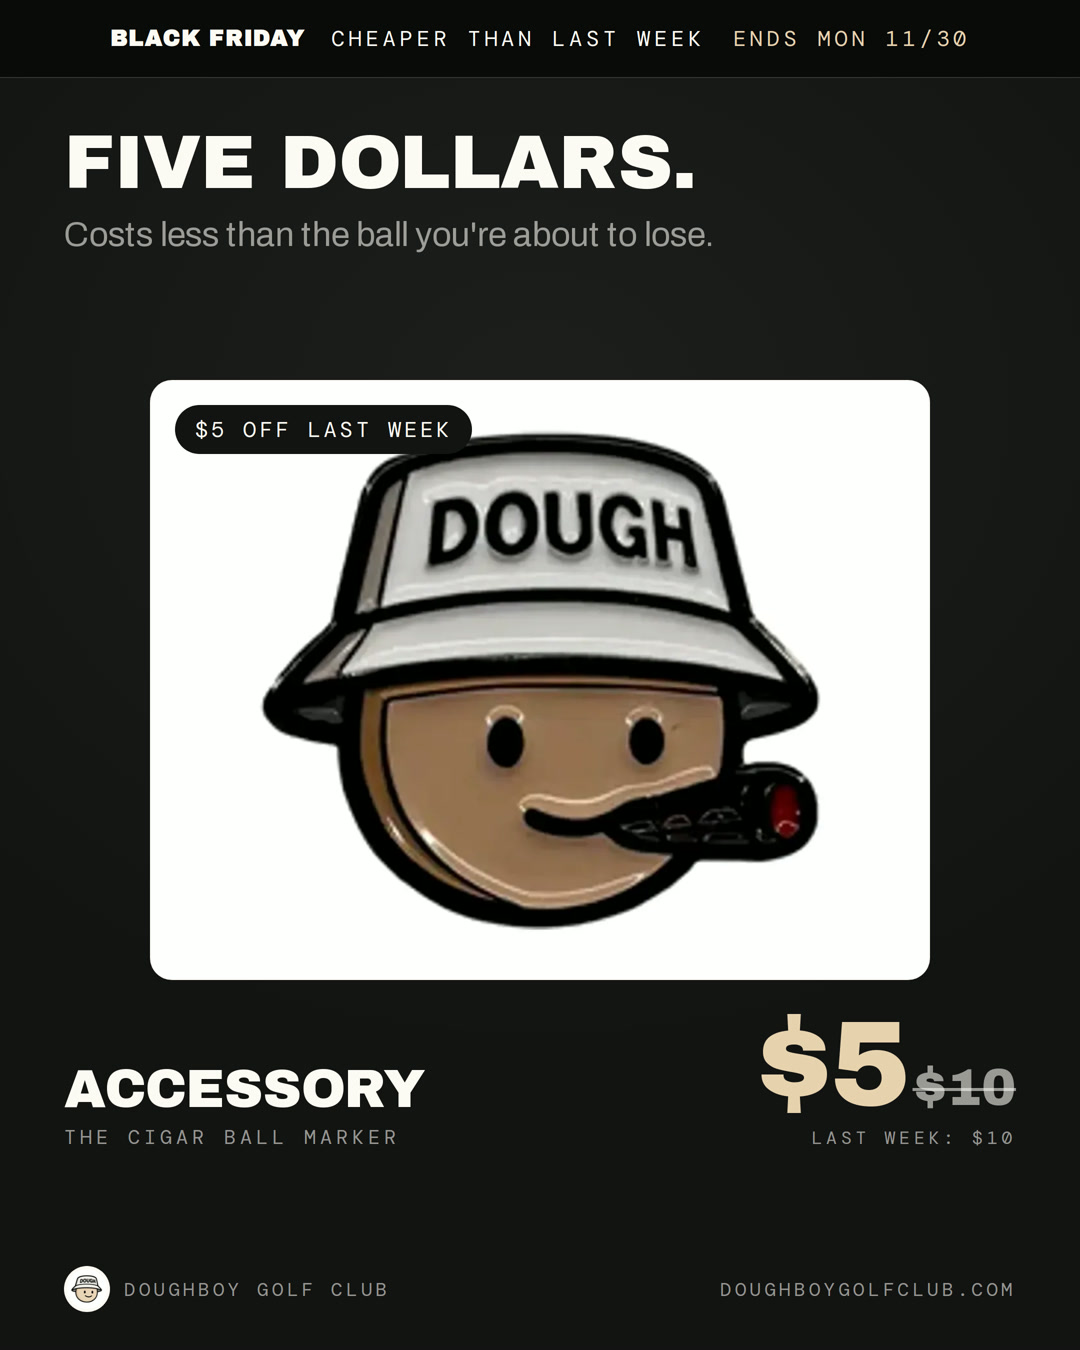 BLACK FRIDAY CHEAPER THAN LAST WEEK ENDS MON 11/30
FIVE DOLLARS.
Costs less than the ball you're about to lose.
$5 OFF LAST WEEK
DOUGH
ACCESSORY
THE CIGAR BALL MARKER
$5 $10
LAST WEEK: $10
DOUGH
DOUGHBOY GOLF CLUB
DOUGHBOYGOLFCLUB.COM